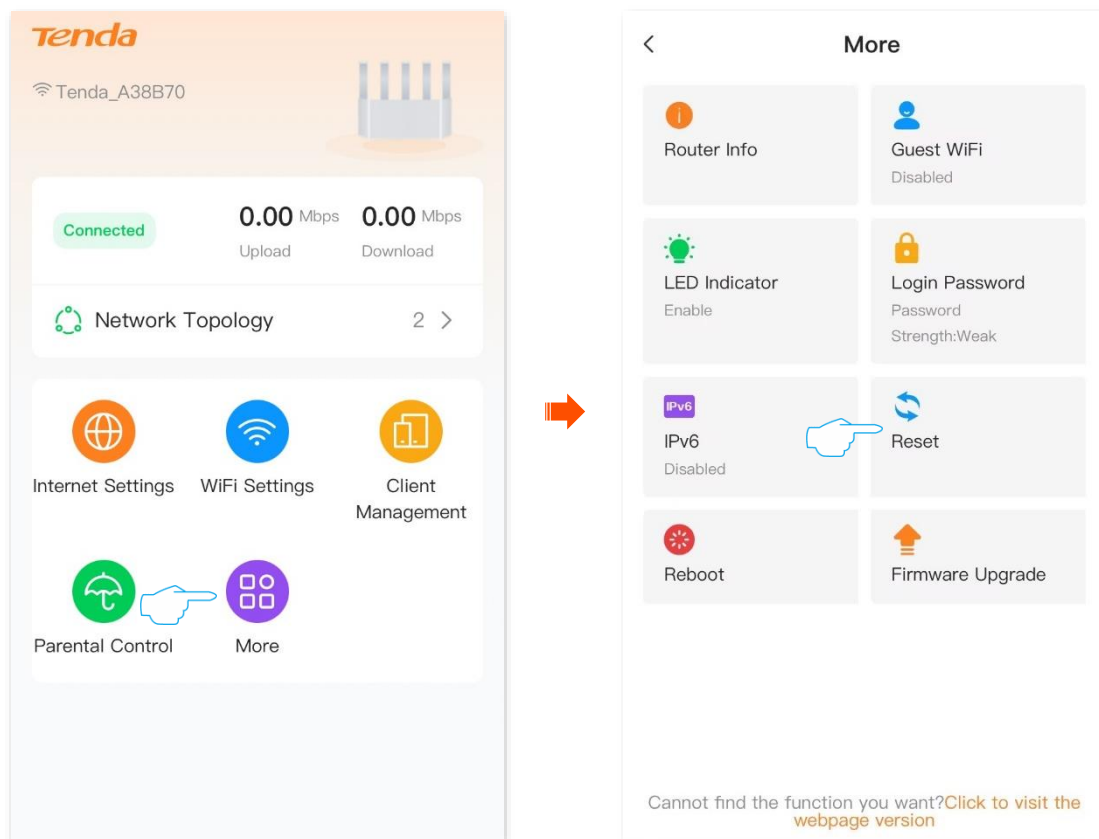 Tenda
Tenda_A38B70
Connected
0.00 Mbps
Upload
0.00 Mbps
Download
Network Topology 2
Internet Settings
WiFi Settings
Client
Management
Parental Control
More
More
Router Info
Guest WiFi
Disabled
LED Indicator
Enable
Login Password
Password
Strength:Weak
IPv6
IPv6
Disabled
Reset
Reboot
Firmware Upgrade
Cannot find the function you want?Click to visit the
webpage version